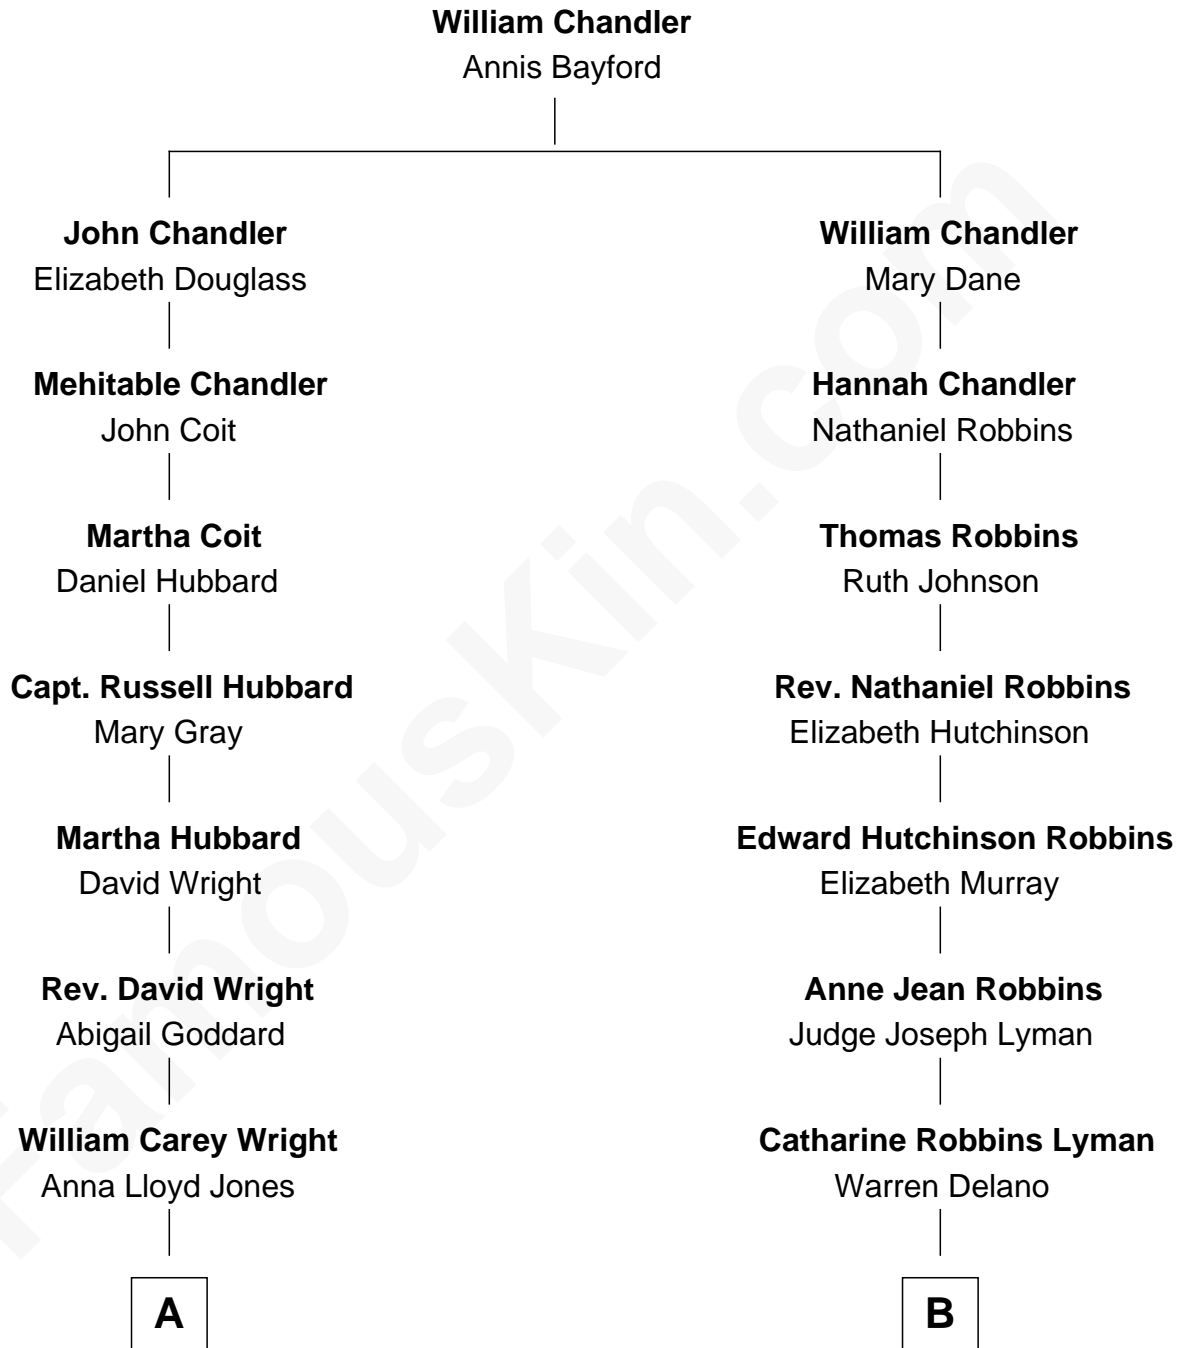 William Chandler
Annis Bayford
John Chandler
Elizabeth Douglass
William Chandler
Mary Dane
Mehitable Chandler
John Coit
Hannah Chandler
Nathaniel Robbins
Martha Coit
Daniel Hubbard
Thomas Robbins
Ruth Johnson
Capt. Russell Hubbard
Mary Gray
Rev. Nathaniel Robbins
Elizabeth Hutchinson
Martha Hubbard
David Wright
Edward Hutchinson Robbins
Elizabeth Murray
Rev. David Wright
Abigail Goddard
Anne Jean Robbins
Judge Joseph Lyman
William Carey Wright
Anna Lloyd Jones
Catharine Robbins Lyman
Warren Delano
A
B
FamousKin.com